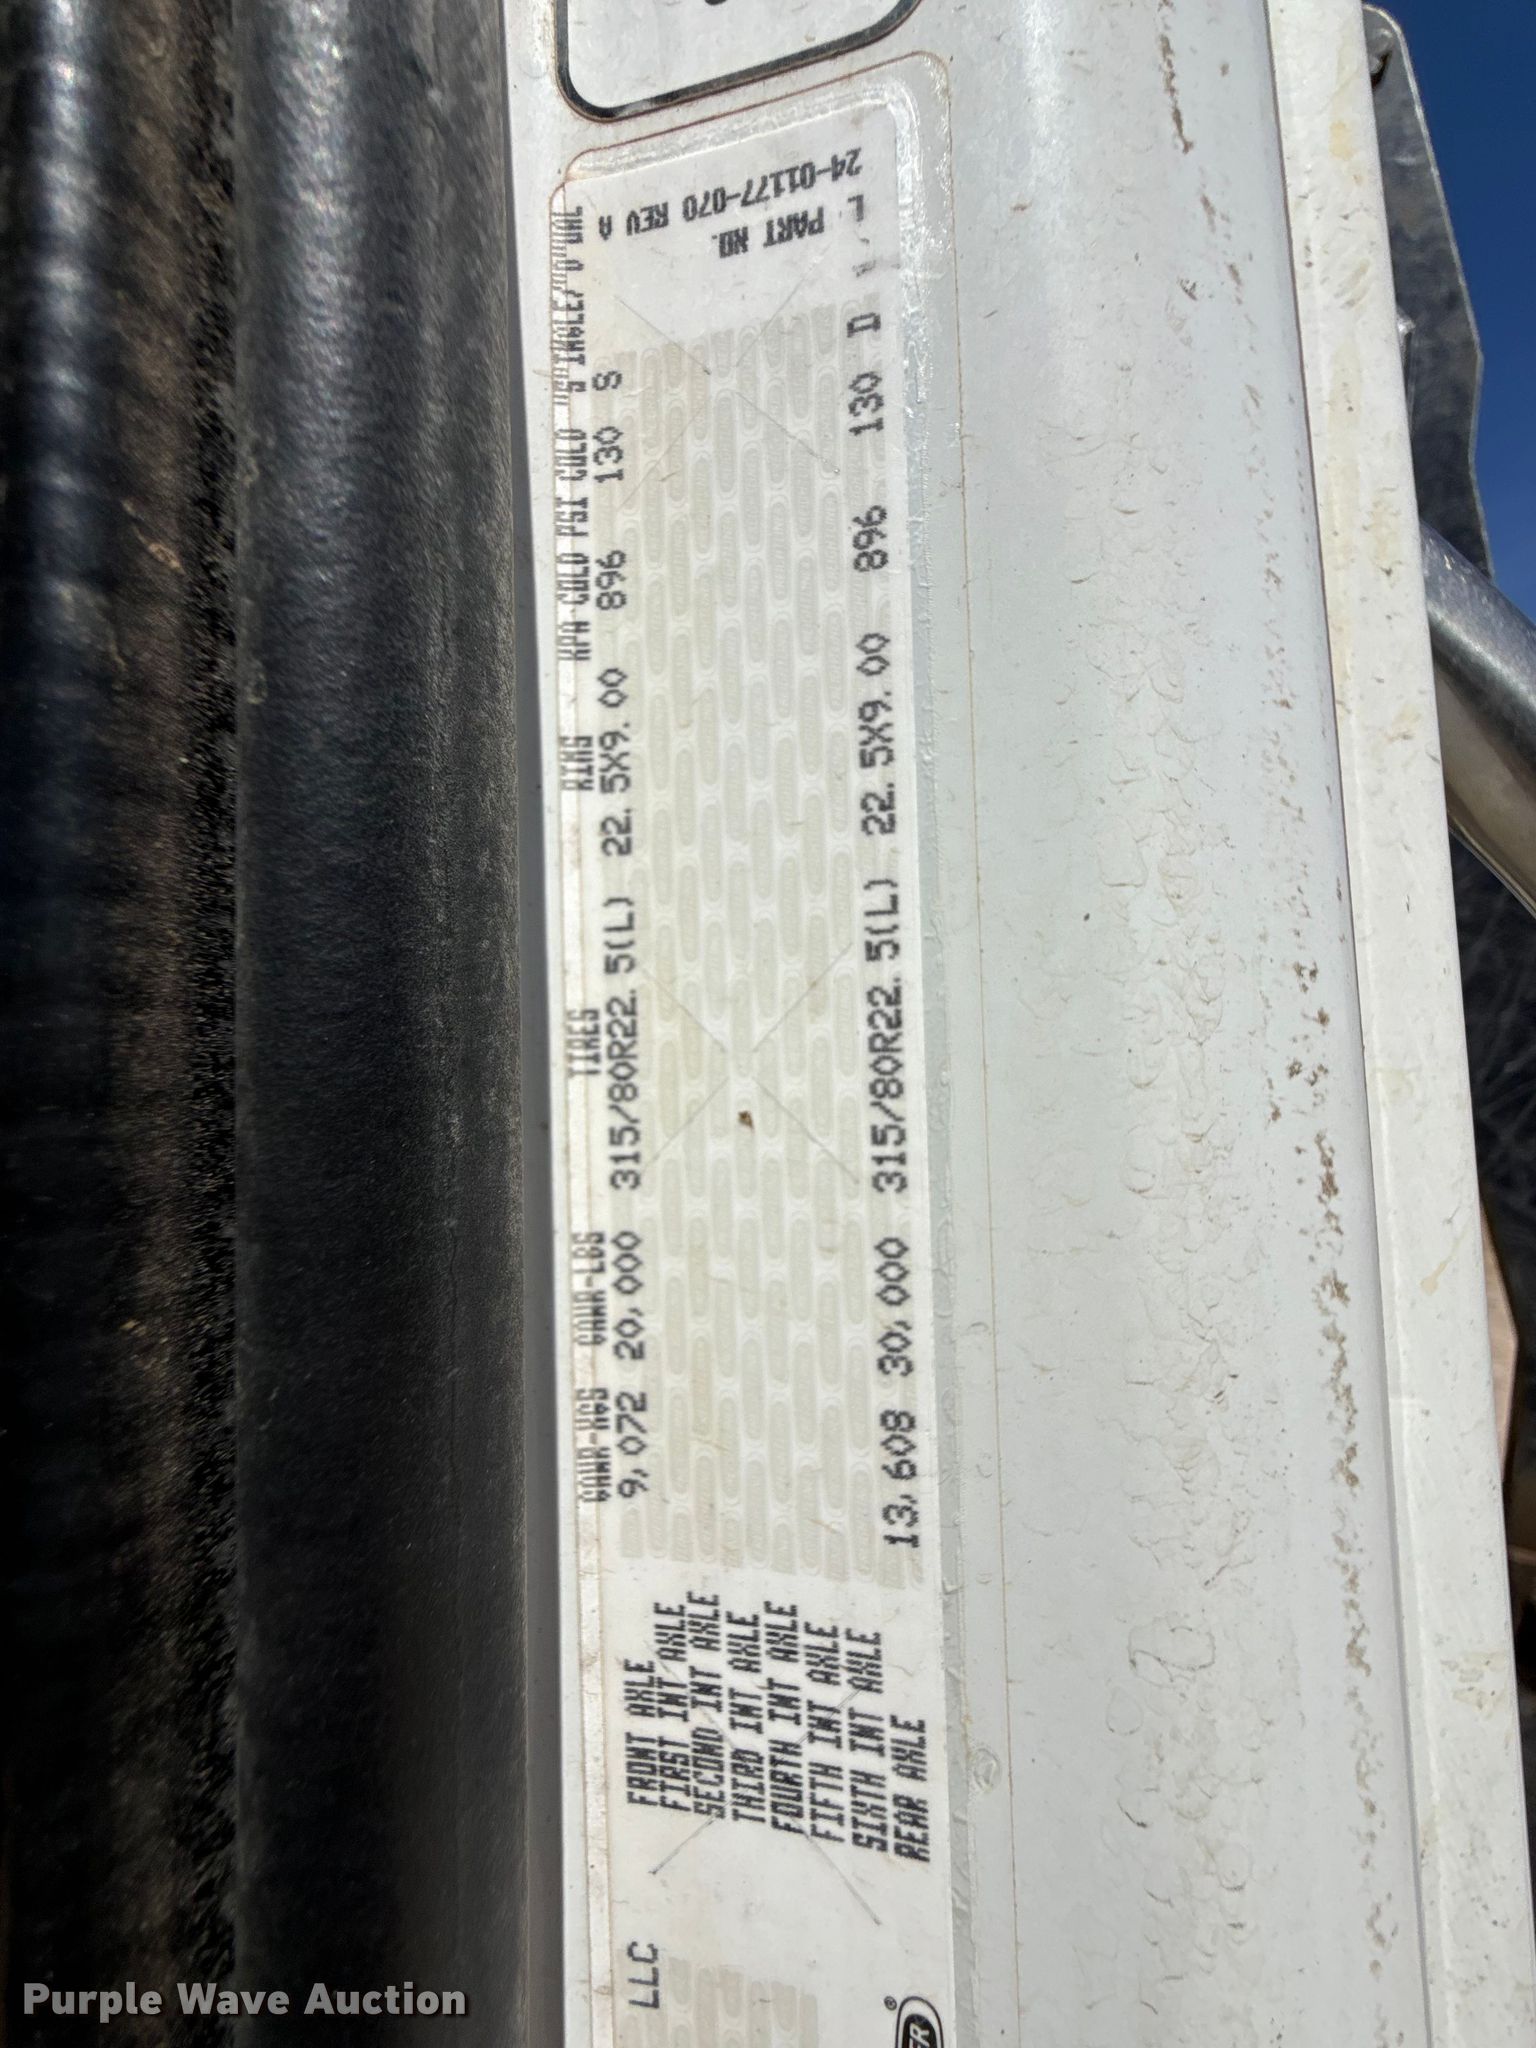 GAWR-KGS GAWR-LBS TIRES RIMS KPA COLD PSI COLD
FRONT AXLE 9,072 20,000 315/80R22.5(L) 22.5X9.00 896 130 S
FIRST INT AXLE
SECOND INT AXLE
THIRD INT AXLE
FOURTH INT AXLE
FIFTH INT AXLE
SIXTH INT AXLE
REAR AXLE 13,608 30,000 315/80R22.5(L) 22.5X9.00 896 130 D
LLC
PART NO.
24-01177-070 REV A
Purple Wave Auction